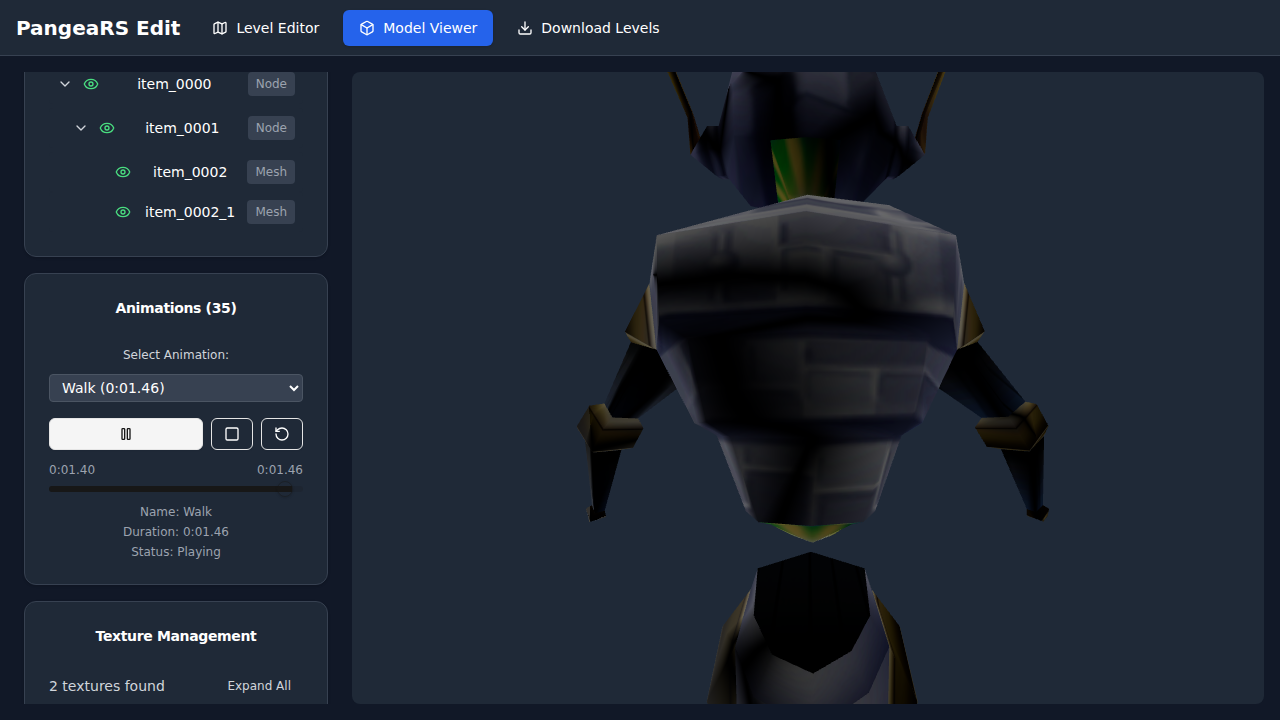 PangeaRS Edit
Level Editor
Model Viewer
Download Levels
item_0000
Node
item_0001
Node
item_0002
Mesh
item_0002_1
Mesh
Animations (35)
Select Animation:
Walk (0:01.46)
0:01.40
0:01.46
Name: Walk
Duration: 0:01.46
Status: Playing
Texture Management
2 textures found
Expand All